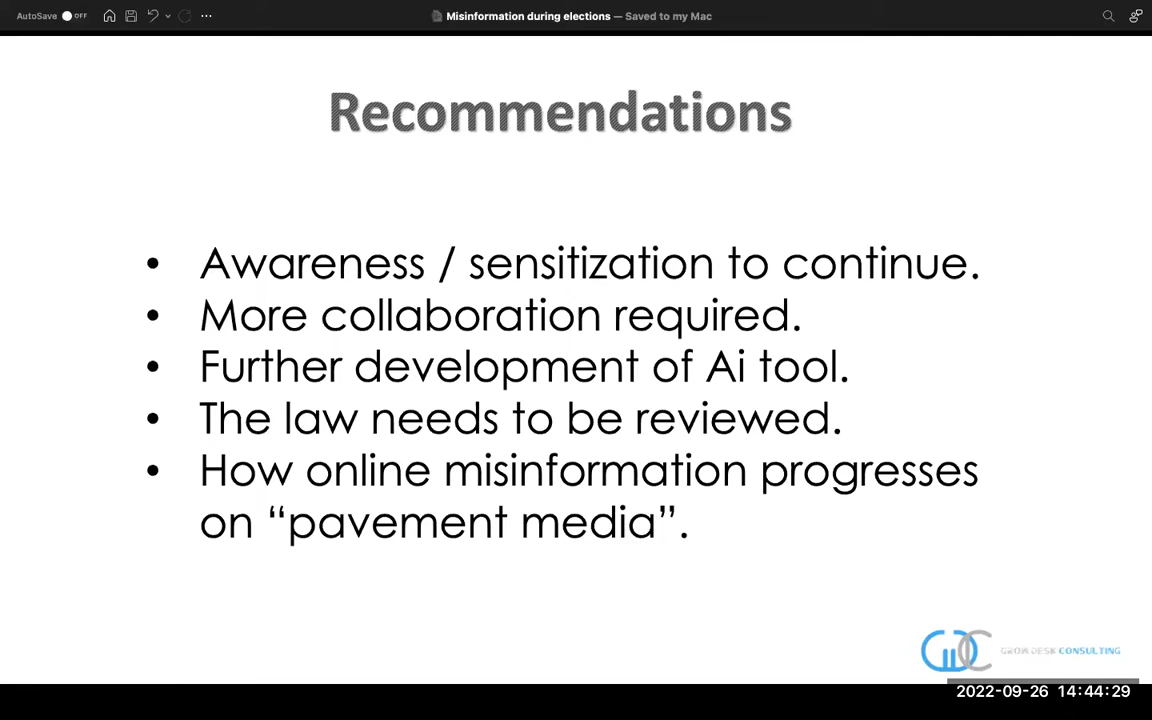 AutoSave OFF Misinformation during elections — Saved to my Mac
Recommendations
• Awareness / sensitization to continue.
• More collaboration required.
• Further development of Ai tool.
• The law needs to be reviewed.
• How online misinformation progresses
on “pavement media”.
GROW DESK CONSULTING
2022-09-26 14:44:29